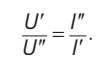 U′/U″ = I″/I′.